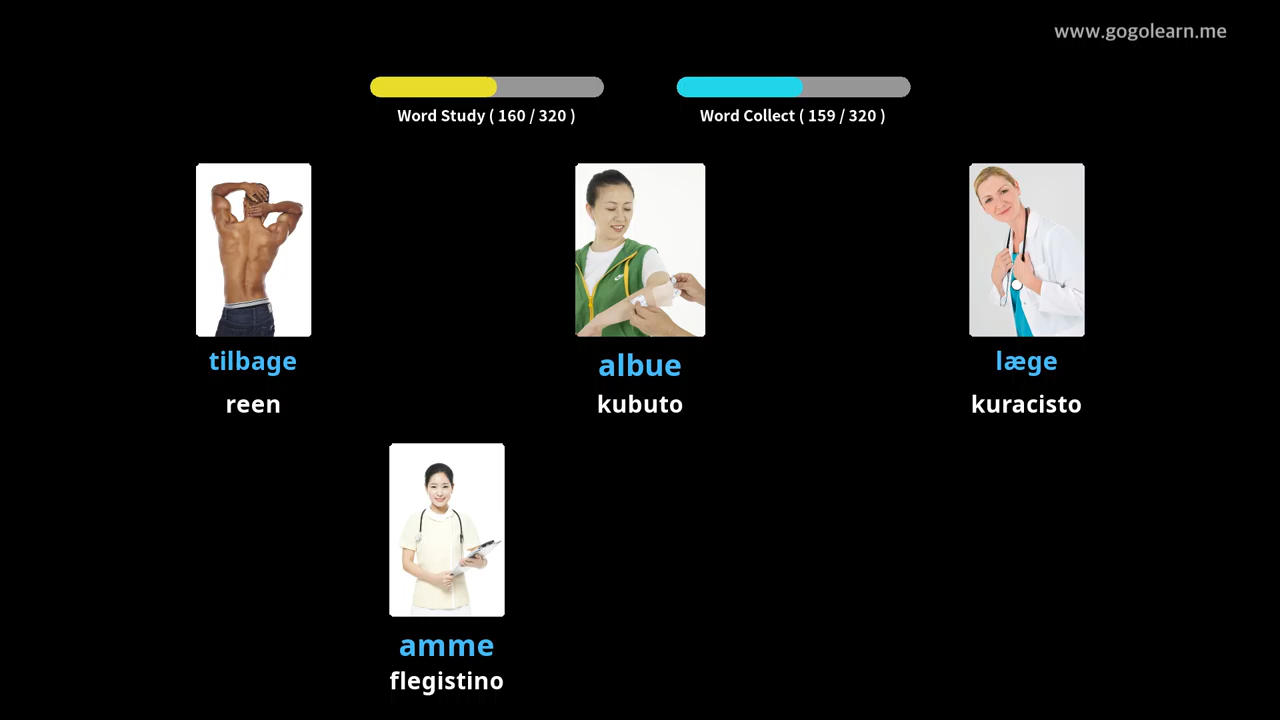 www.gogolearn.me
Word Study ( 160 / 320 )
Word Collect ( 159 / 320 )
tilbage
albue
læge
reen
kubuto
kuracisto
amme
flegistino